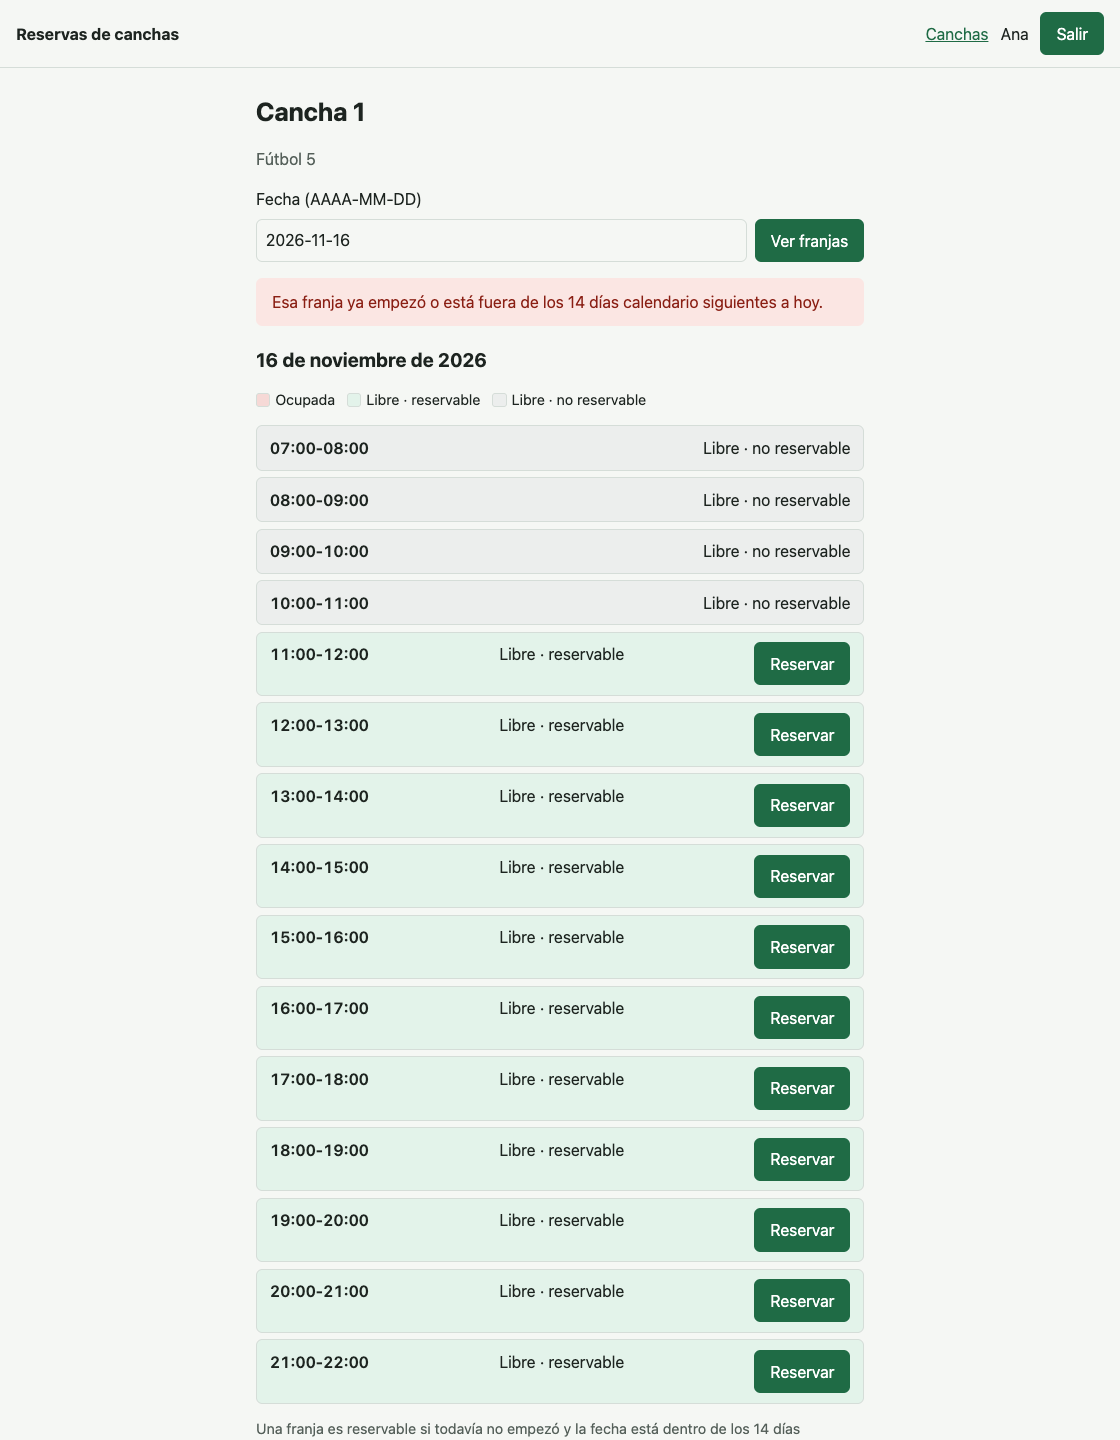 Reservas de canchas
Canchas Ana Salir
Cancha 1
Fútbol 5
Fecha (AAAA-MM-DD)
2026-11-16 Ver franjas
Esa franja ya empezó o está fuera de los 14 días calendario siguientes a hoy.
16 de noviembre de 2026
Ocupada Libre · reservable Libre · no reservable
07:00-08:00 Libre · no reservable
08:00-09:00 Libre · no reservable
09:00-10:00 Libre · no reservable
10:00-11:00 Libre · no reservable
11:00-12:00 Libre · reservable Reservar
12:00-13:00 Libre · reservable Reservar
13:00-14:00 Libre · reservable Reservar
14:00-15:00 Libre · reservable Reservar
15:00-16:00 Libre · reservable Reservar
16:00-17:00 Libre · reservable Reservar
17:00-18:00 Libre · reservable Reservar
18:00-19:00 Libre · reservable Reservar
19:00-20:00 Libre · reservable Reservar
20:00-21:00 Libre · reservable Reservar
21:00-22:00 Libre · reservable Reservar
Una franja es reservable si todavía no empezó y la fecha está dentro de los 14 días